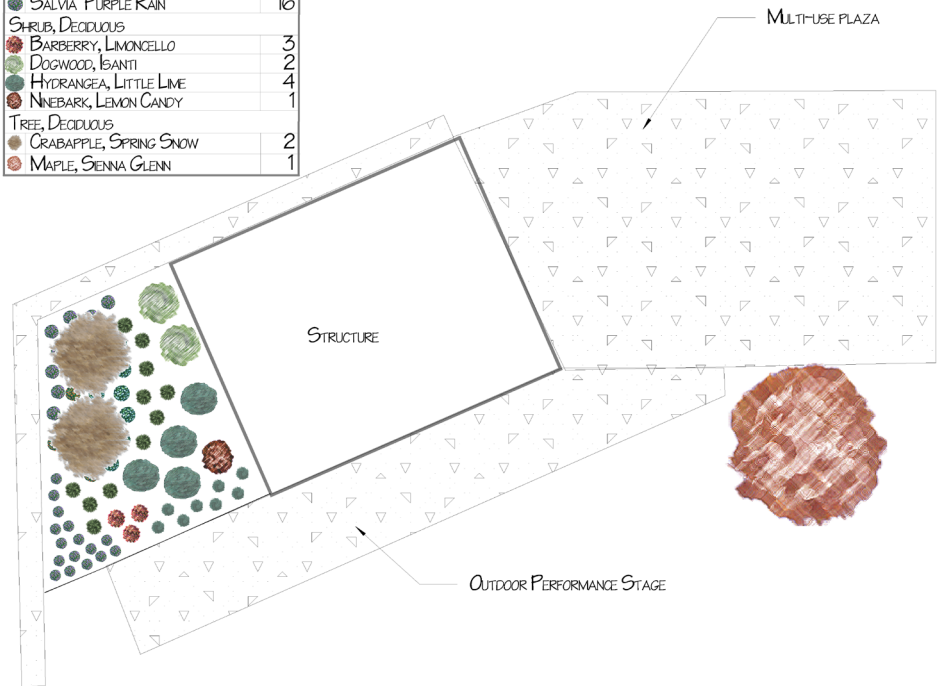 Salvia 'Purple Rain' 16
Shrub, Deciduous
Barberry, Limoncello 3
Dogwood, Isanti 2
Hydrangea, Little Lime 4
Ninebark, Lemon Candy 1
Tree, Deciduous
Crabapple, Spring Snow 2
Maple, Sienna Glenn 1
Multi-use plaza
Structure
Outdoor Performance Stage